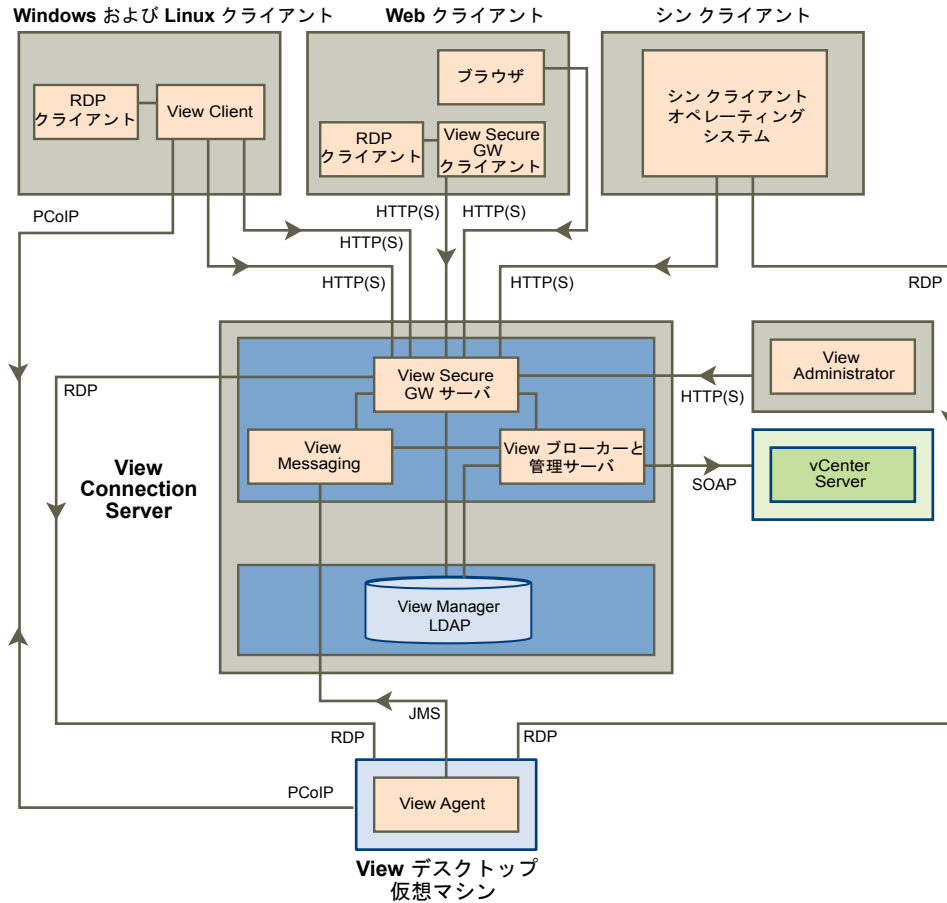 Windows および Linux クライアント
Web クライアント
シン クライアント
RDP
クライアント
View Client
ブラウザ
RDP
クライアント
View Secure
GW
クライアント
シン クライアント
オペレーティング
システム
PCoIP
HTTP(S)
HTTP(S)
HTTP(S)
HTTP(S)
HTTP(S)
RDP
View Secure
GW サーバ
View
Administrator
RDP
HTTP(S)
View
Messaging
View ブローカーと
管理サーバ
vCenter
Server
SOAP
View
Connection
Server
View Manager
LDAP
JMS
RDP
RDP
PCoIP
View Agent
View デスクトップ
仮想マシン